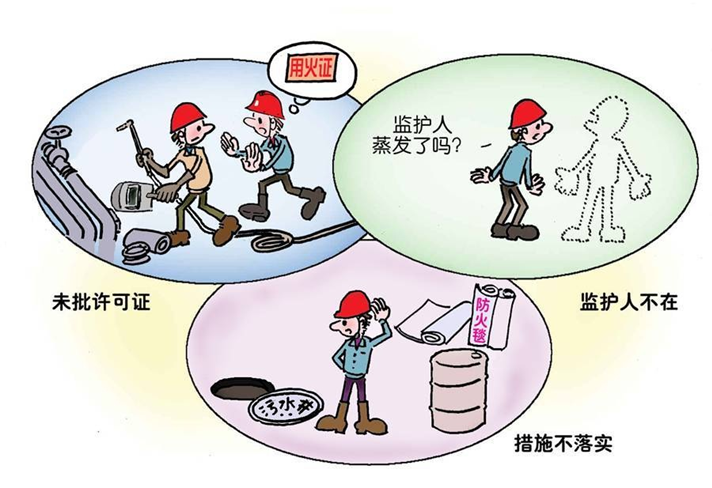 用火证
监护人
蒸发了吗?
未批许可证
监护人不在
防火毯
污水井
措施不落实